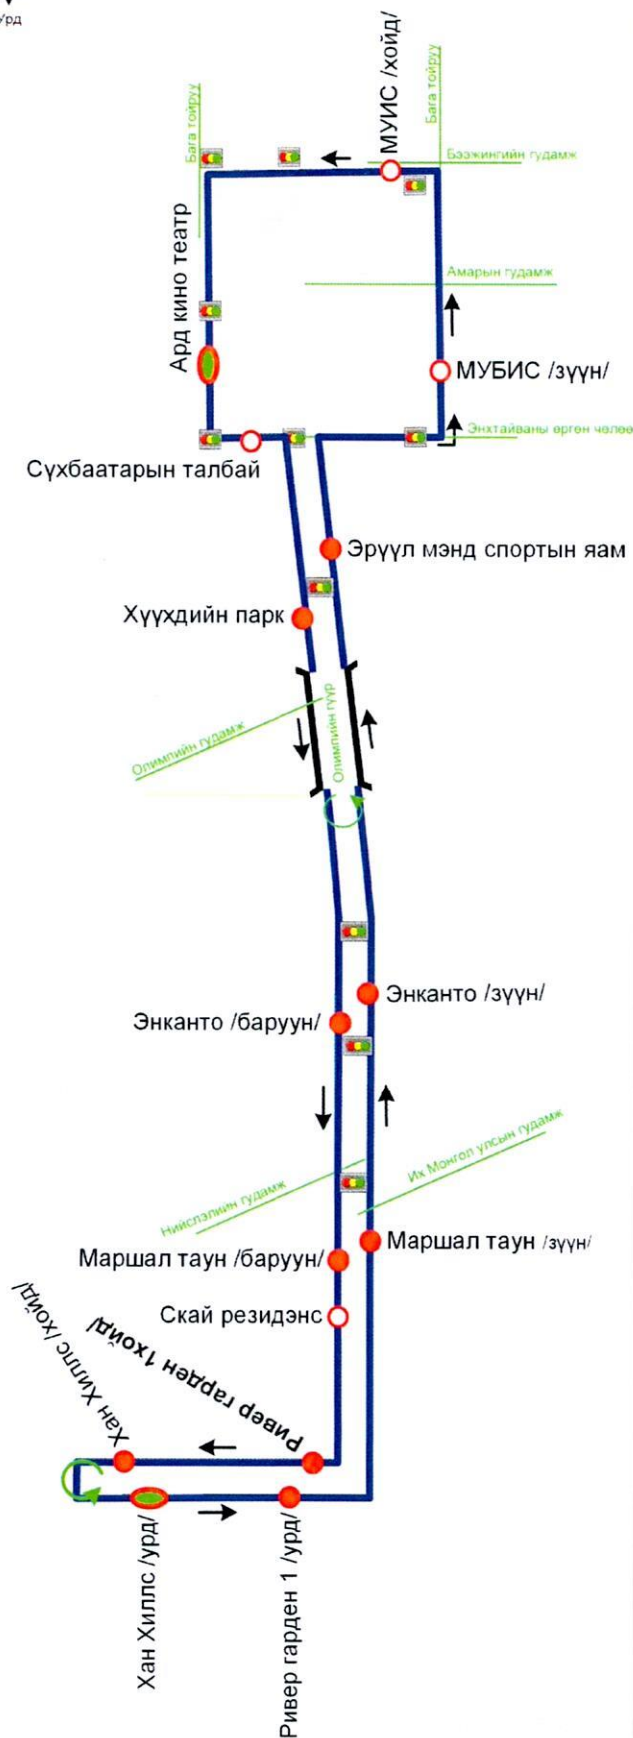 Урд
МУИС /хойд/
Бага тойруу
Бага тойруу
Бээжингийн гудамж
Ард кино театр
Амарын гудамж
МУБИС /зүүн/
Энхтайваны өргөн чөлөө
Сүхбаатарын талбай
Эрүүл мэнд спортын яам
Хүүхдийн парк
Олимпийн гудамж
Олимпийн гүүр
Энканто /зүүн/
Энканто /баруун/
Их Монгол улсын гудамж
Нийслэлийн гудамж
Маршал таун /зүүн/
Маршал таун /баруун/
Скай резидэнс
Хан Хиллс /хойд/
Ривер гарден 1хойд/
Хан Хиллс /урд/
Ривер гарден 1 /урд/